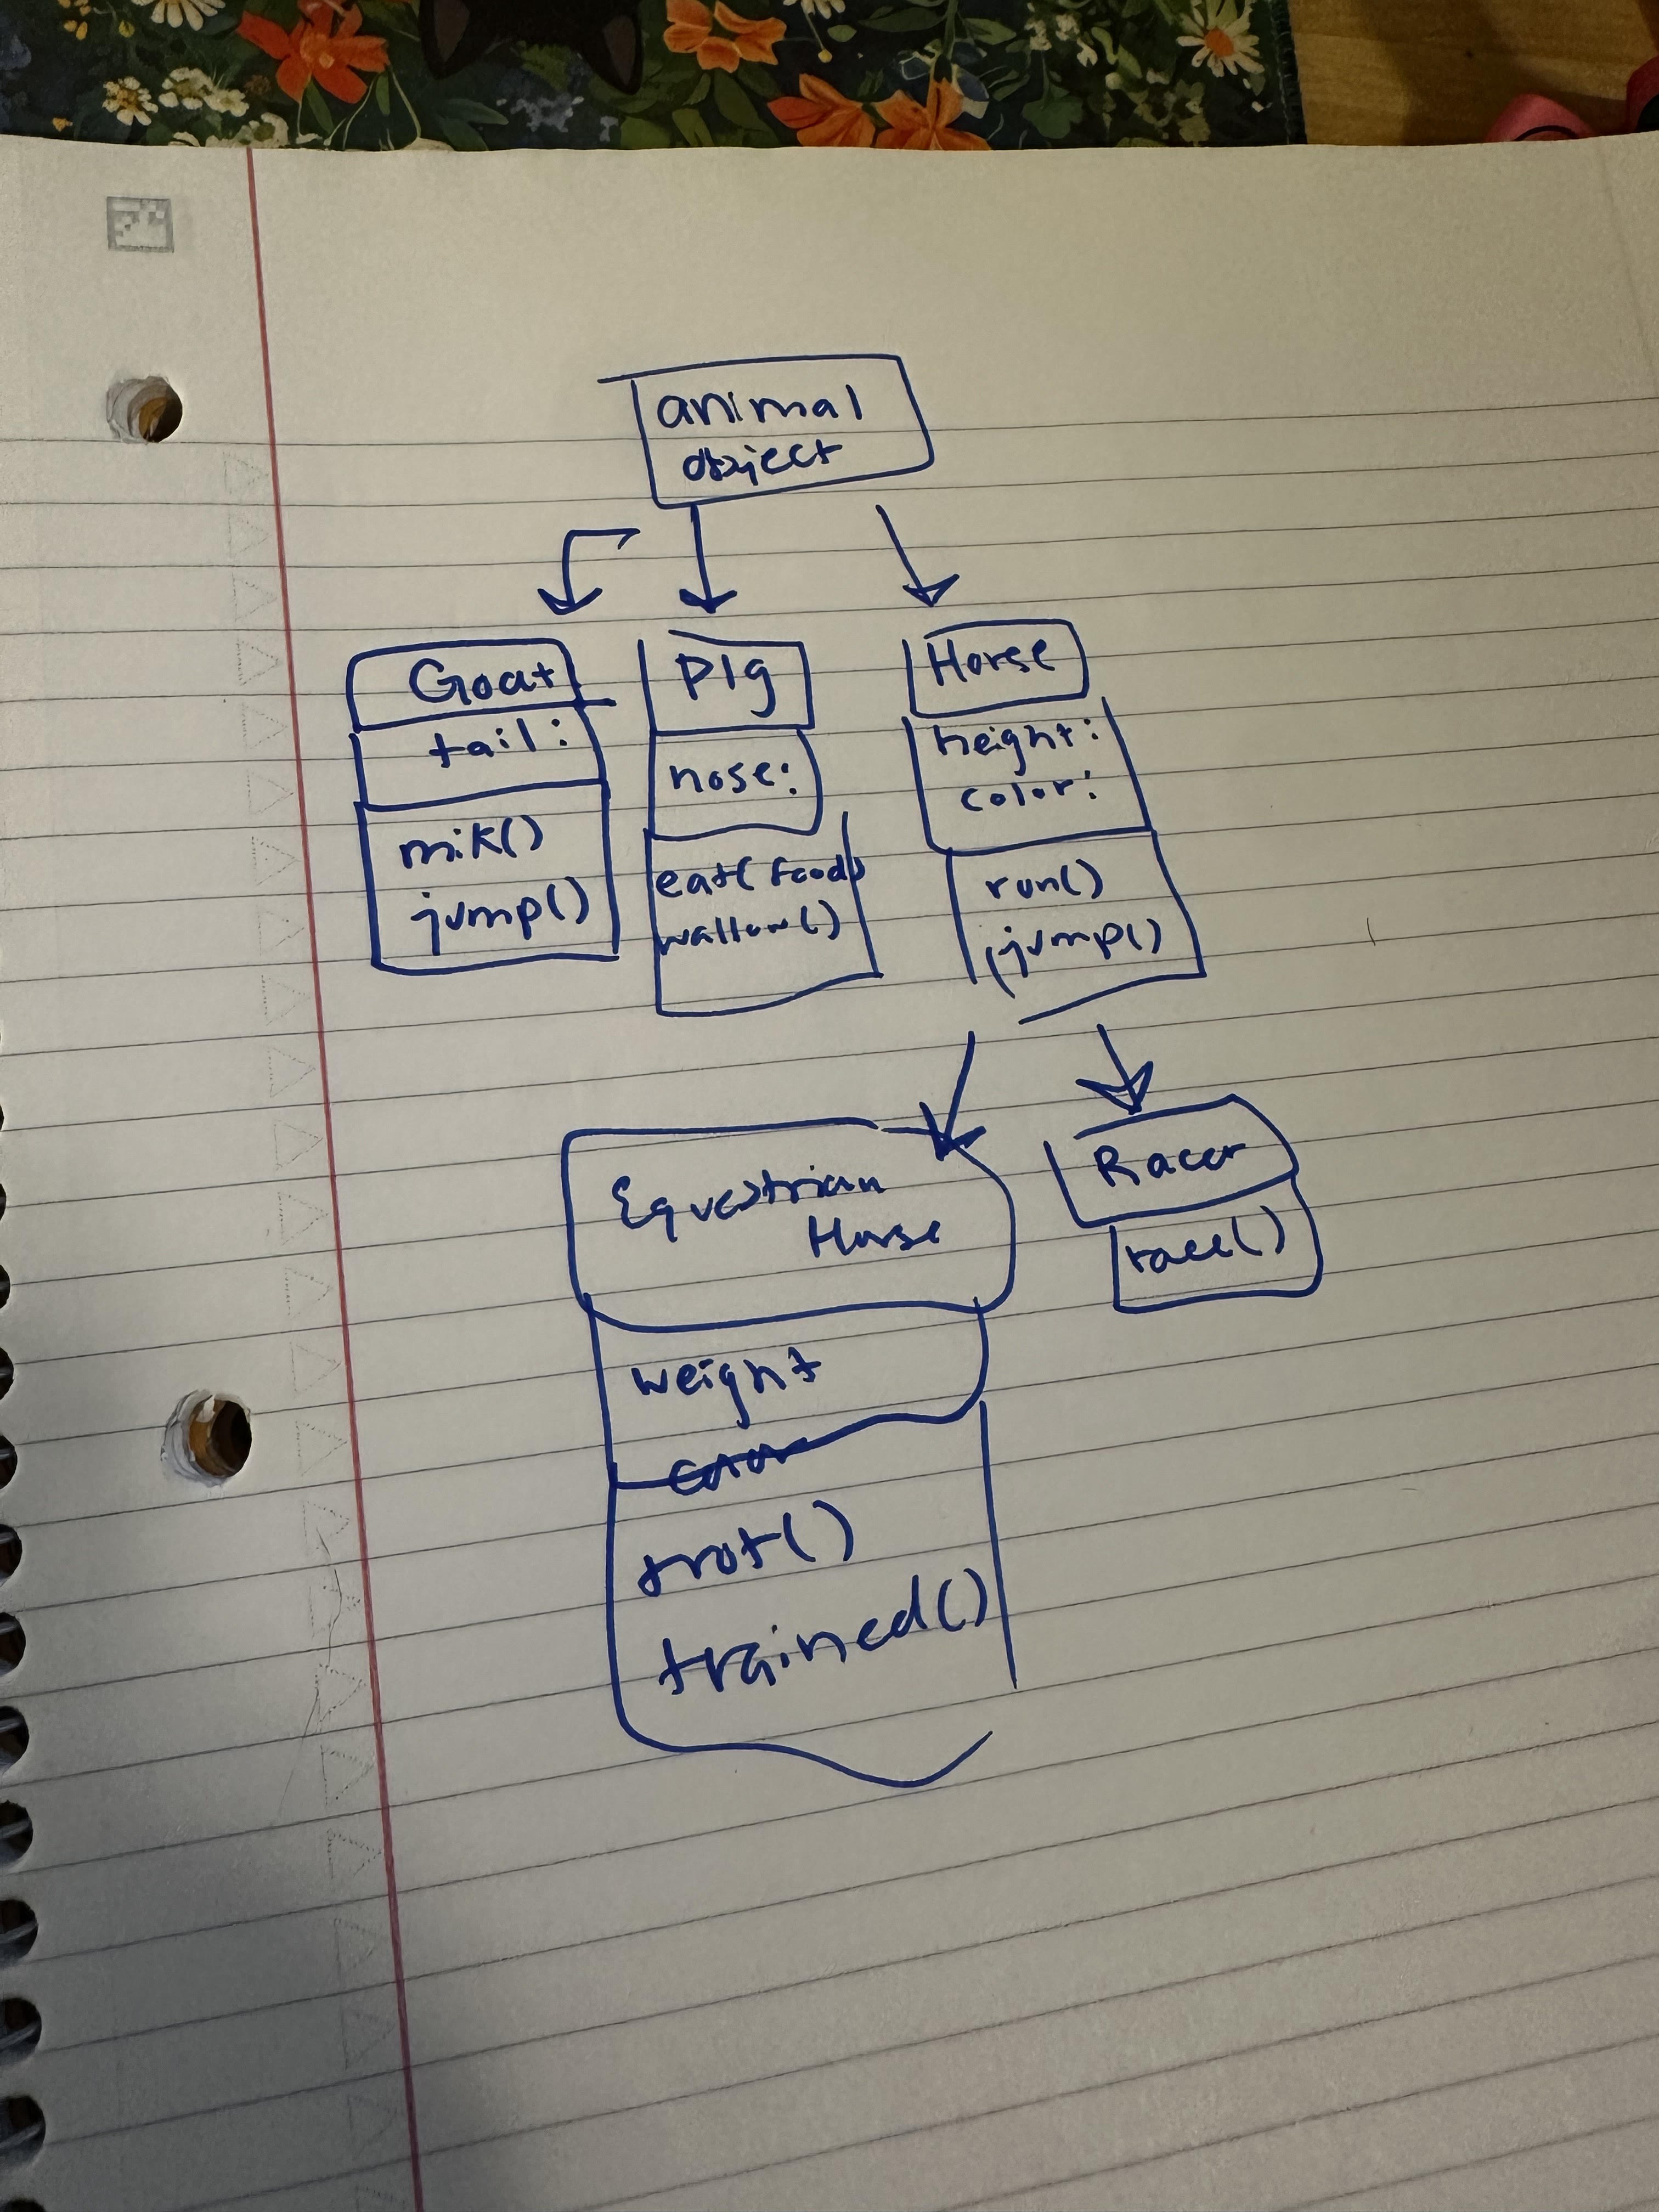 animal
object
Goat
tail:
mik()
jump()
Pig
nose:
eat(food)
wallow()
Horse
height:
color:
run()
jump()
Equestrian
Horse
weight
trot()
trained()
Racer
race()